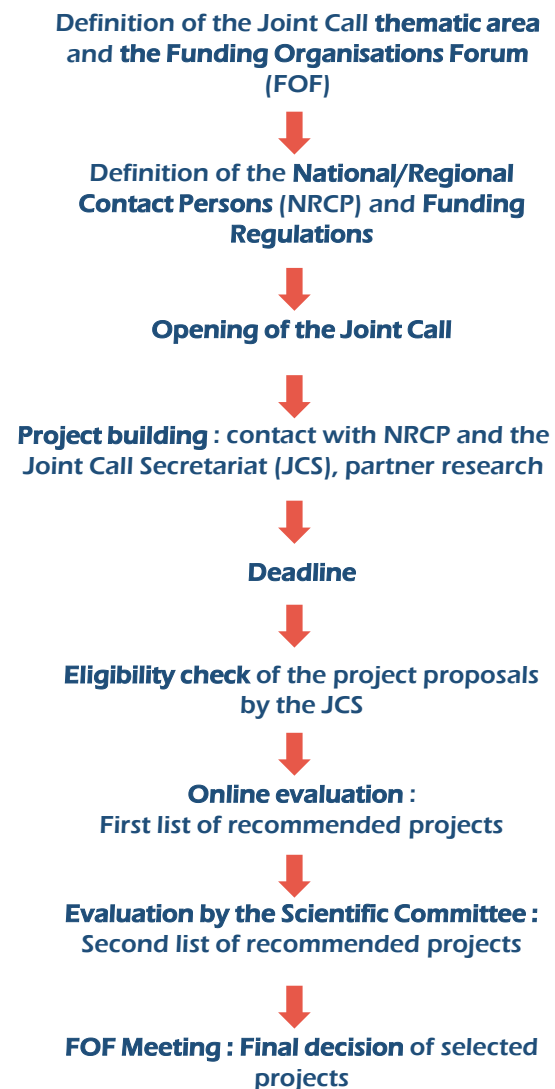 Definition of the Joint Call thematic area
and the Funding Organisations Forum
(FOF)
Definition of the National/Regional
Contact Persons (NRCP) and Funding
Regulations
Opening of the Joint Call
Project building : contact with NRCP and the
Joint Call Secretariat (JCS), partner research
Deadline
Eligibility check of the project proposals
by the JCS
Online evaluation :
First list of recommended projects
Evaluation by the Scientific Committee :
Second list of recommended projects
FOF Meeting : Final decision of selected
projects